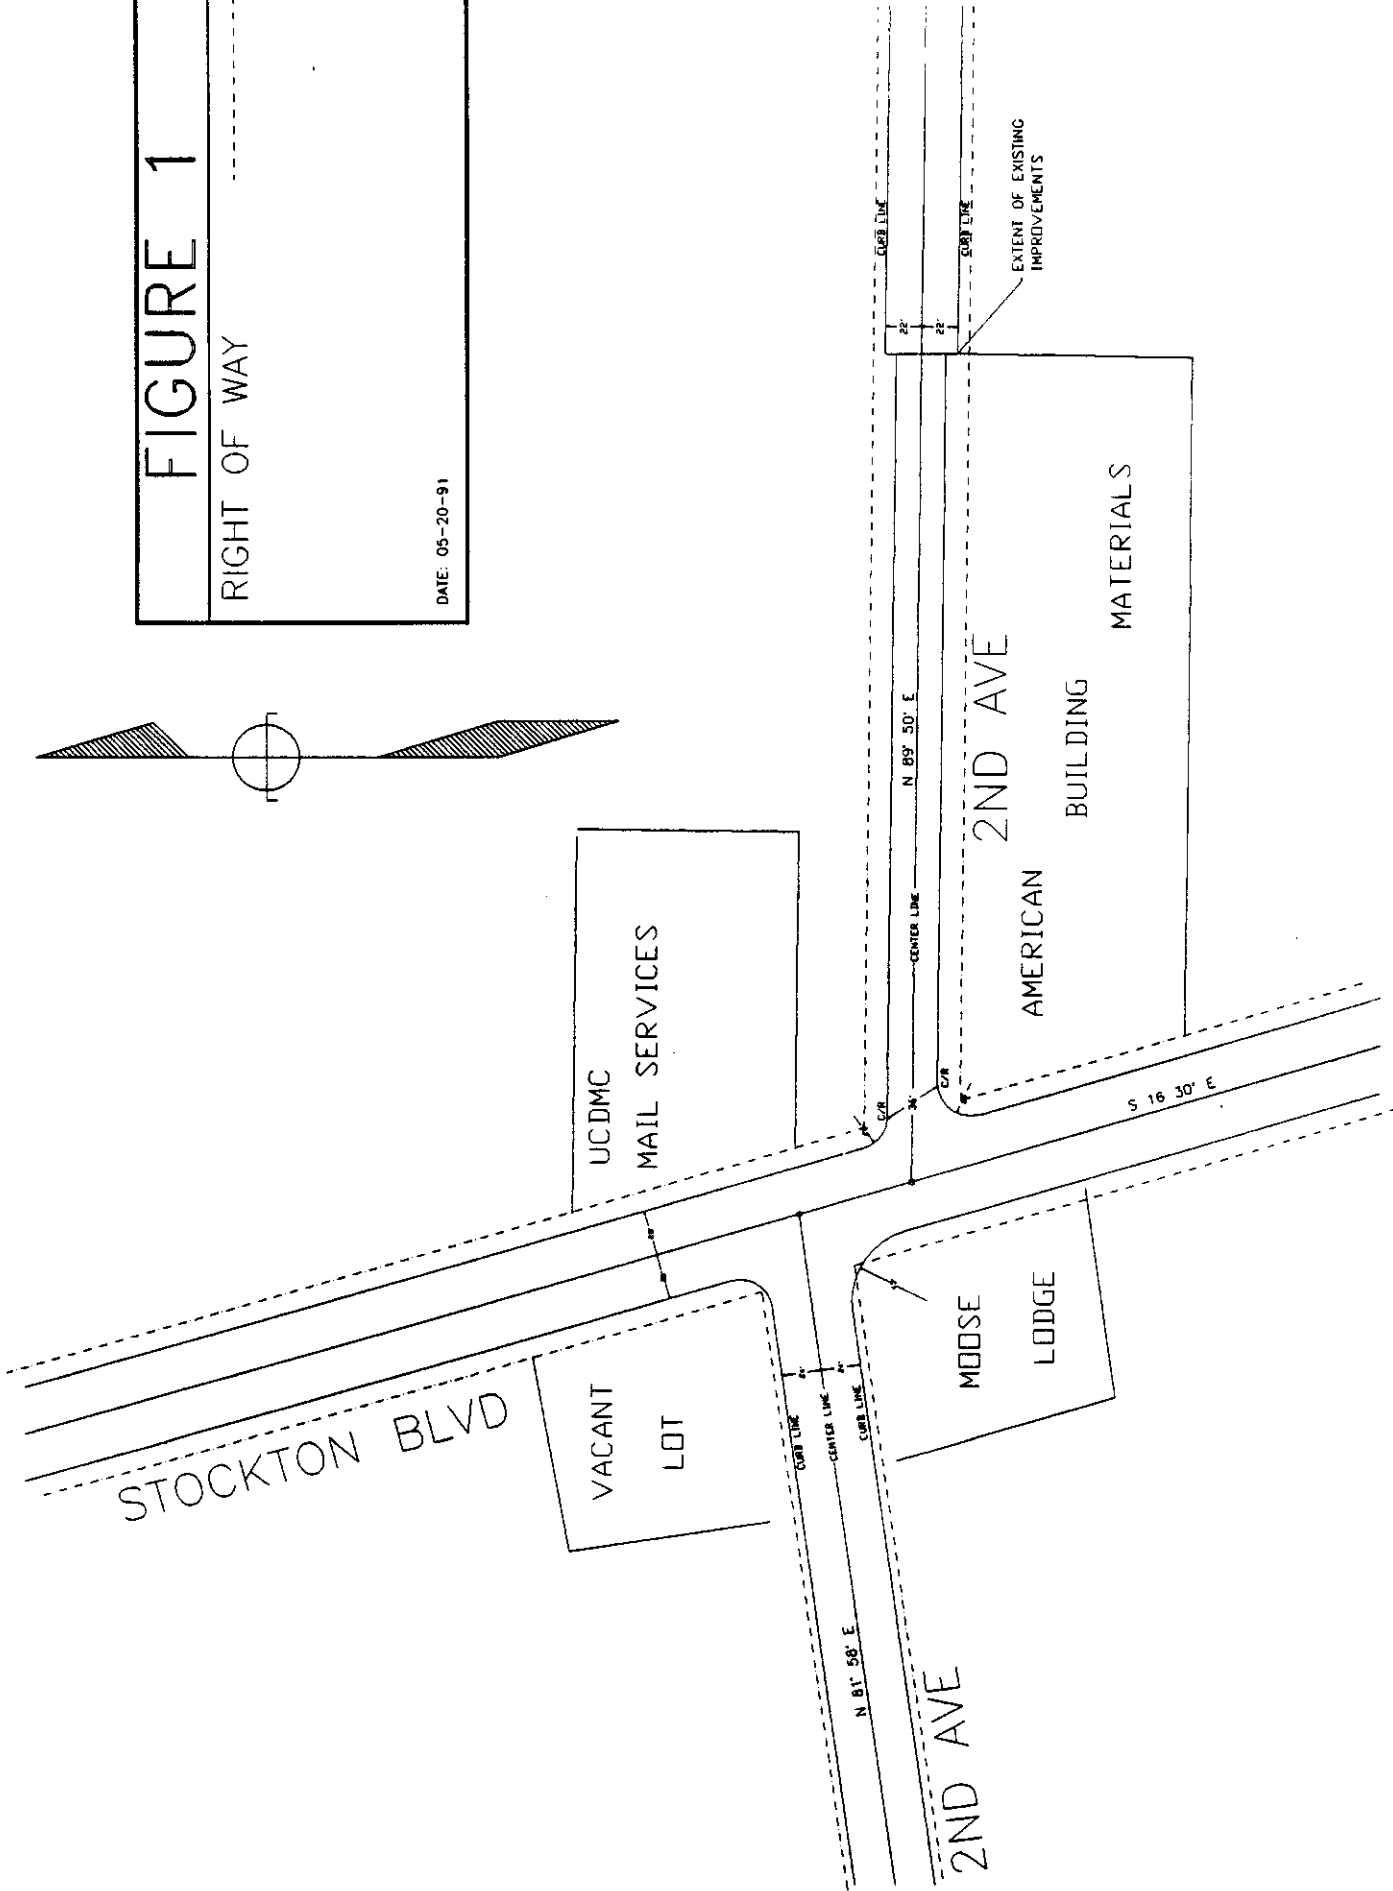 FIGURE 1
RIGHT OF WAY
DATE: 05-20-91
STOCKTON BLVD
UCDMC
MAIL SERVICES
VACANT
LOT
CURB LINE
CENTER LINE
CURB LINE
N 81° 58' E
2ND AVE
MOOSE
LODGE
C/R
36'
C/R
S 16 30' E
CENTER LINE
N 89° 50' E
2ND AVE
AMERICAN
BUILDING
MATERIALS
22'
22'
CURB LINE
CURB LINE
EXTENT OF EXISTING
IMPROVEMENTS